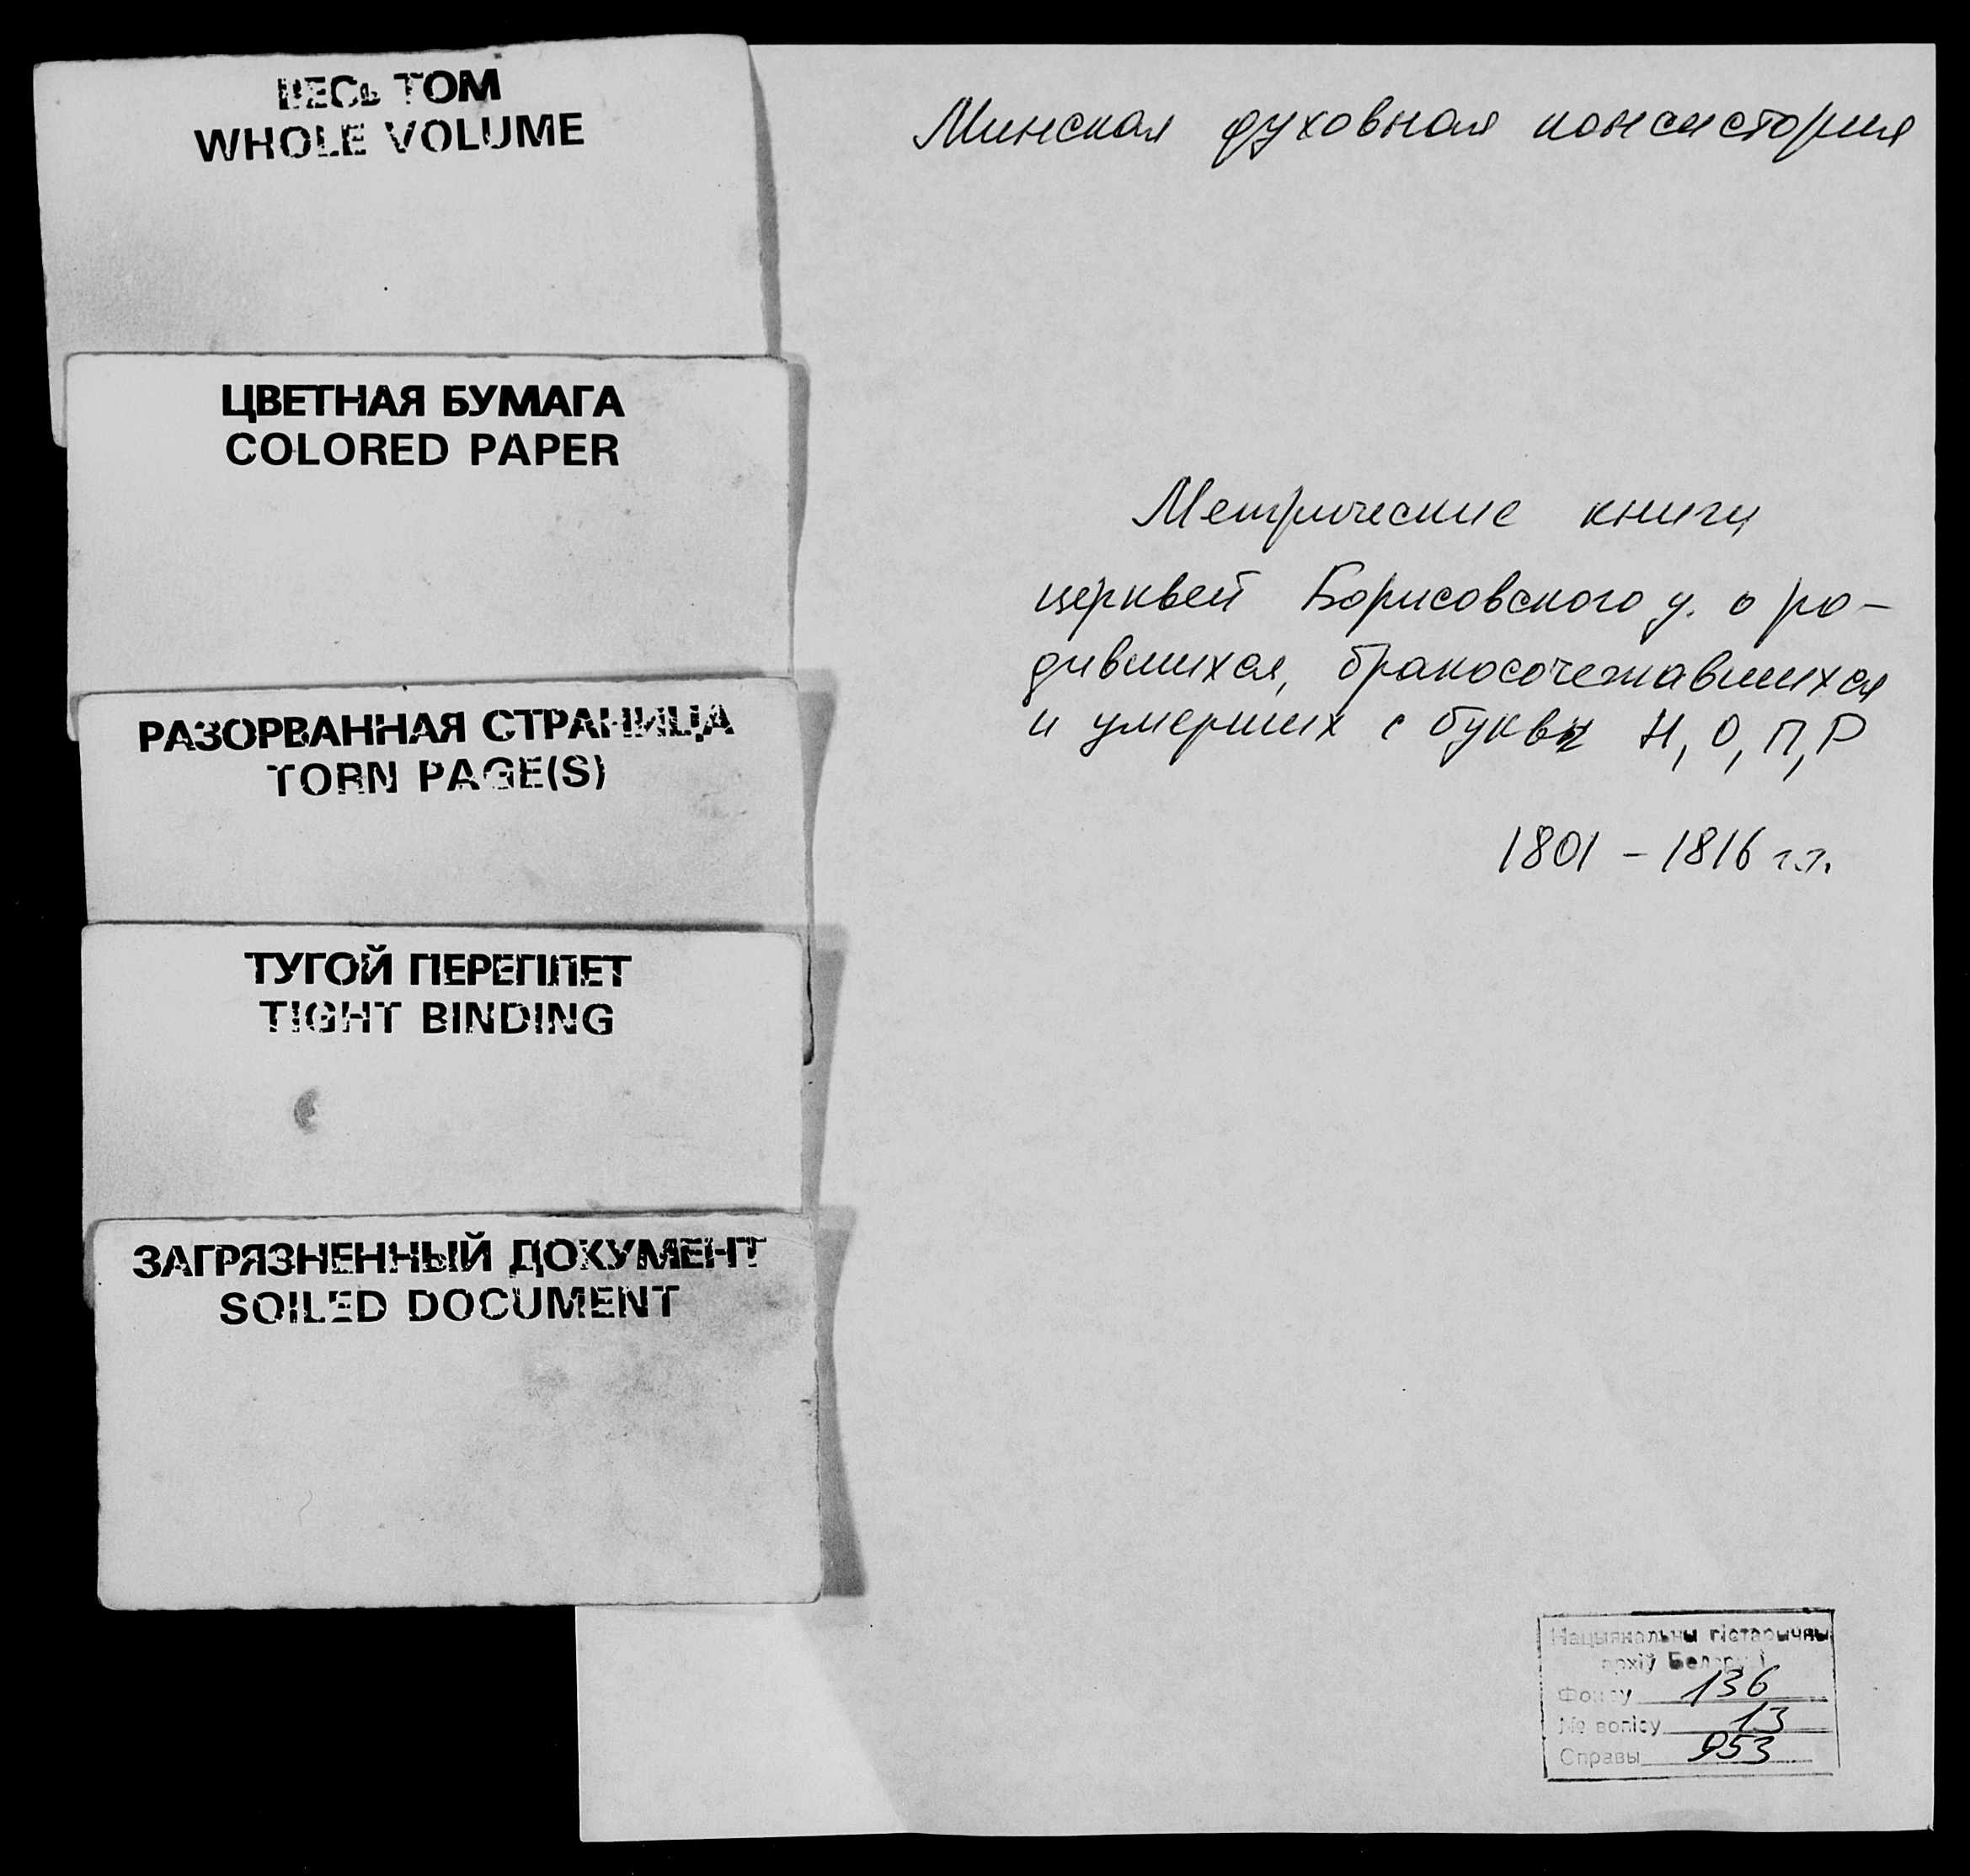 ВЕСЬ ТОМ
WHOLE VOLUME
ЦВЕТНАЯ БУМАГА
COLORED PAPER
РАЗОРВАННАЯ СТРАНИЦА
TORN PAGE(S)
ТУГОЙ ПЕРЕПЛЕТ
TIGHT BINDING
ЗАГРЯЗНЕННЫЙ ДОКУМЕНТ
SOILED DOCUMENT
Минская духовная консистория
Метрические книги
церквей Борисовского у. о ро-
дившихся, бракосочетавшихся
и умерших с буквы Н, О, П, Р
1801 - 1816 г.г.
Нацыянальны гістарычны
архіў Беларусі
Фонду 136
№ вопісу 13
Справы 953